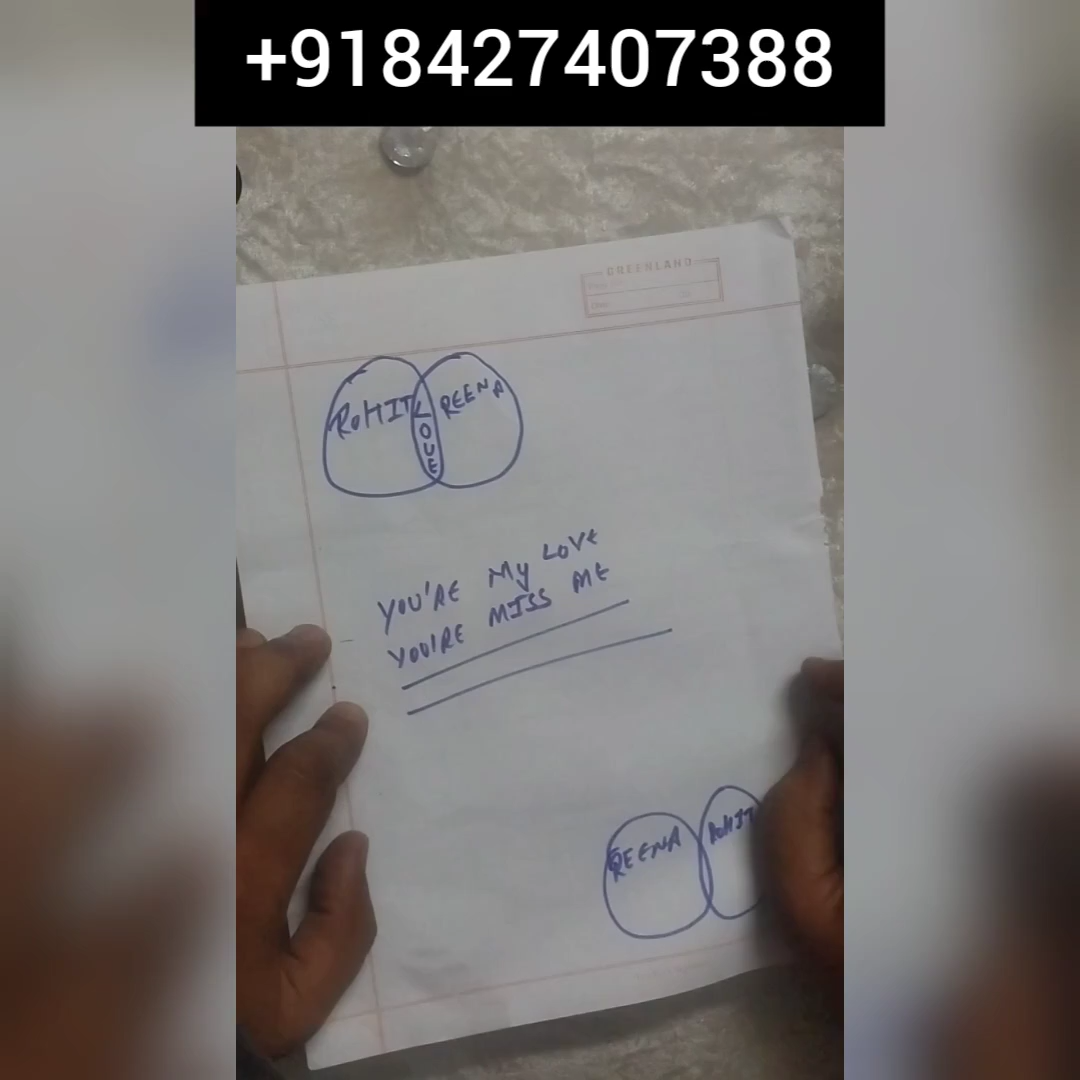 +918427407388
GREENLAND
ROHIT LOVE REENA
YOU'RE MY LOVE
YOU'RE MISS ME
REENA ROHIT